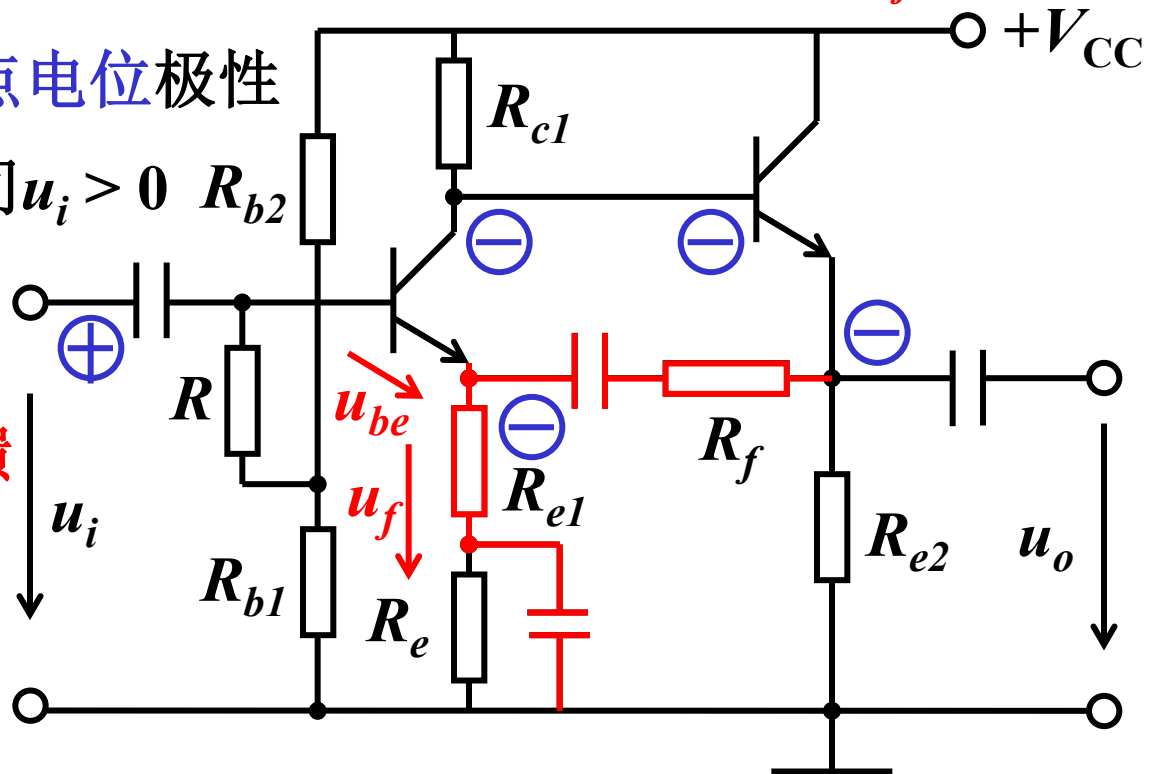 +V_CC
点电位极性
R_c1
u_i > 0
R_b2
R
u_be
R_f
u_f
R_e1
u_i
R_e2
u_o
R_b1
R_e